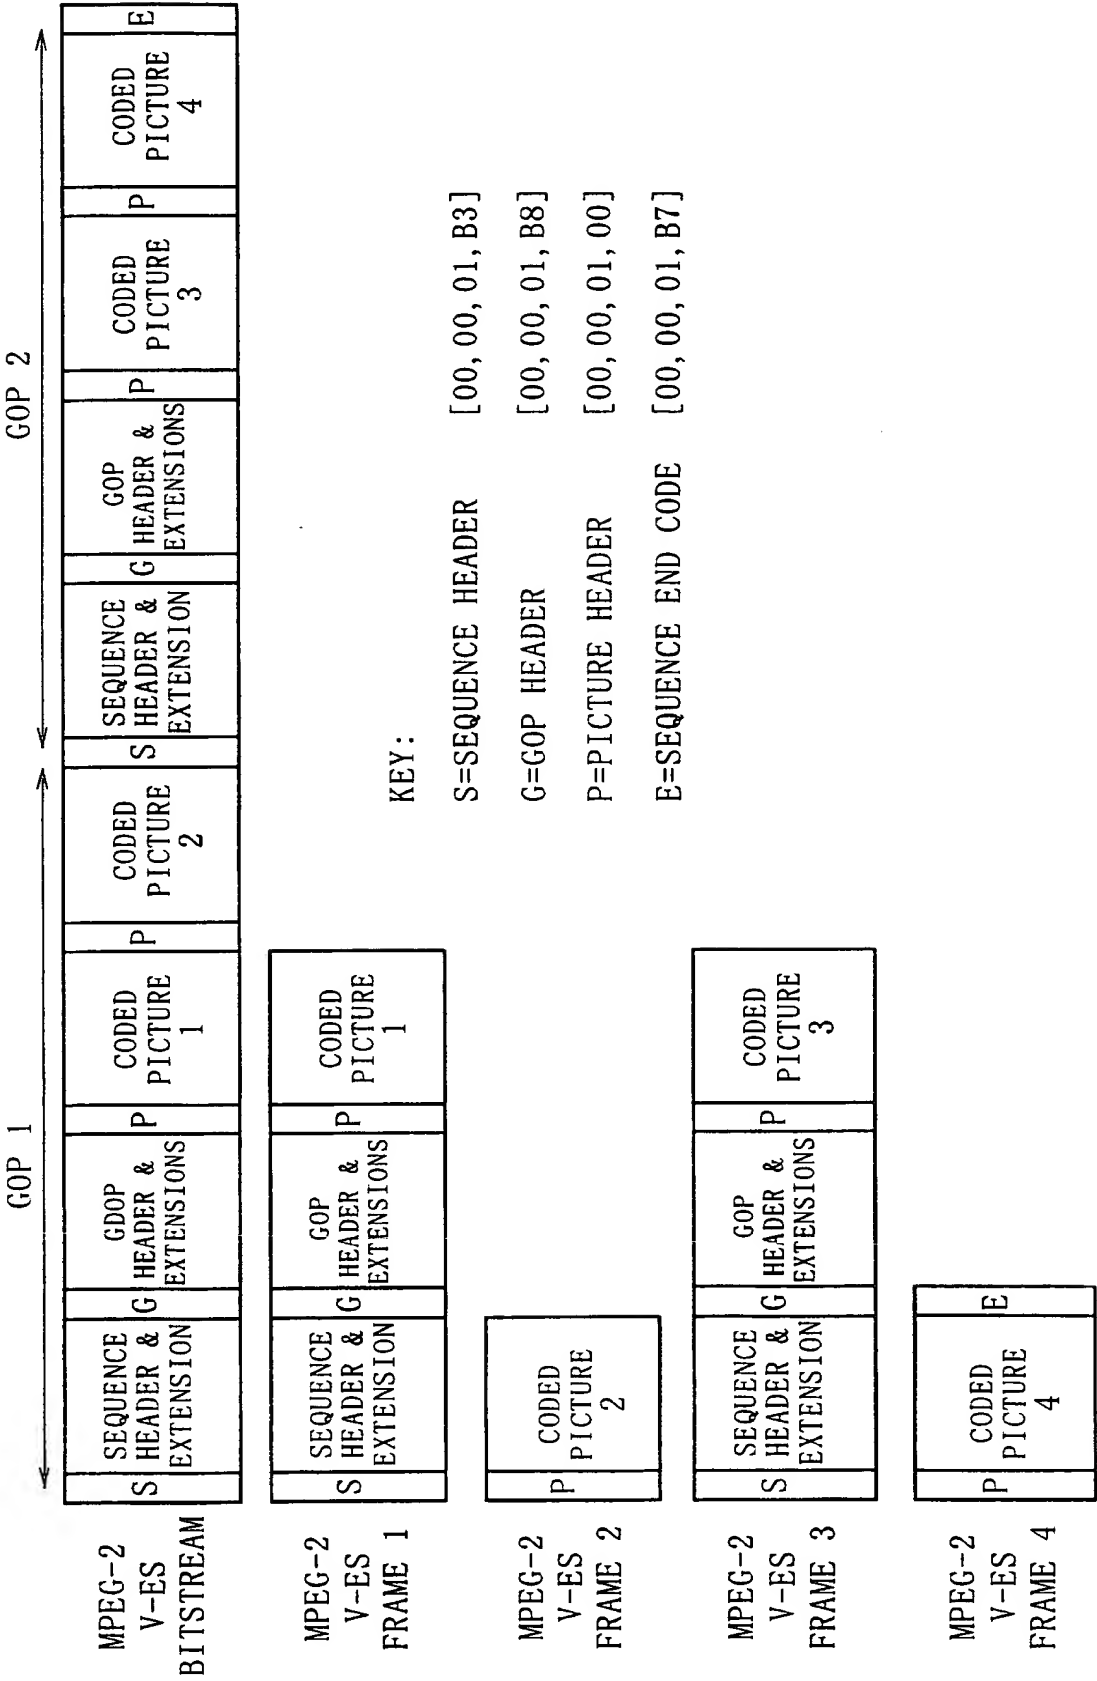 GOP 1
GOP 2
MPEG-2
V-ES
BITSTREAM
S
SEQUENCE
HEADER &
EXTENSION
G
GDOP
HEADER &
EXTENSIONS
P
CODED
PICTURE
1
P
CODED
PICTURE
2
S
SEQUENCE
HEADER &
EXTENSION
G
GOP
HEADER &
EXTENSIONS
P
CODED
PICTURE
3
P
CODED
PICTURE
4
E
MPEG-2
V-ES
FRAME 1
S
SEQUENCE
HEADER &
EXTENSION
G
GOP
HEADER &
EXTENSIONS
P
CODED
PICTURE
1
MPEG-2
V-ES
FRAME 2
P
CODED
PICTURE
2
MPEG-2
V-ES
FRAME 3
S
SEQUENCE
HEADER &
EXTENSION
G
GOP
HEADER &
EXTENSIONS
P
CODED
PICTURE
3
MPEG-2
V-ES
FRAME 4
P
CODED
PICTURE
4
E
KEY:
S=SEQUENCE HEADER [00,00,01,B3]
G=GOP HEADER [00,00,01,B8]
P=PICTURE HEADER [00,00,01,00]
E=SEQUENCE END CODE [00,00,01,B7]